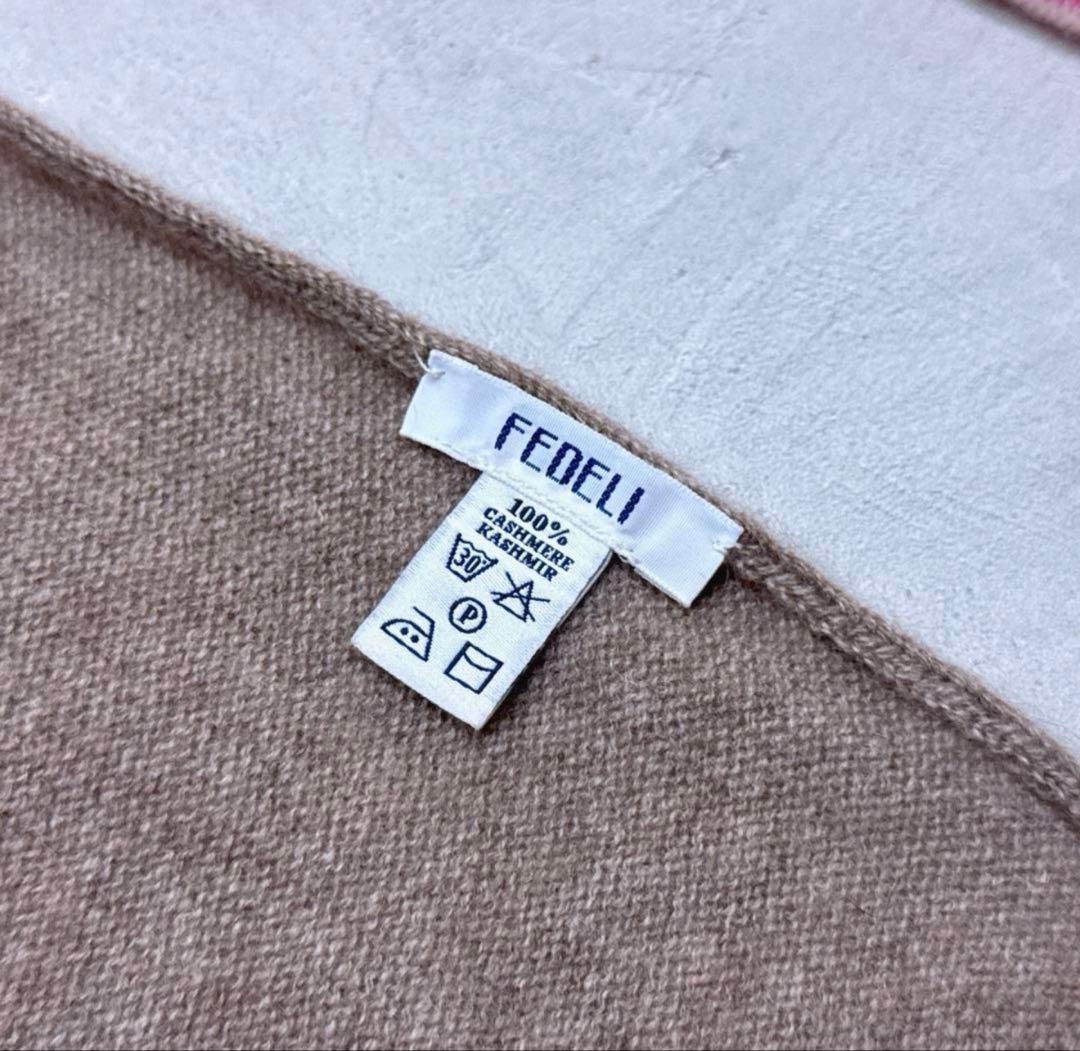 FEDELI
100%
CASHMERE
KASHMIR
30°
P